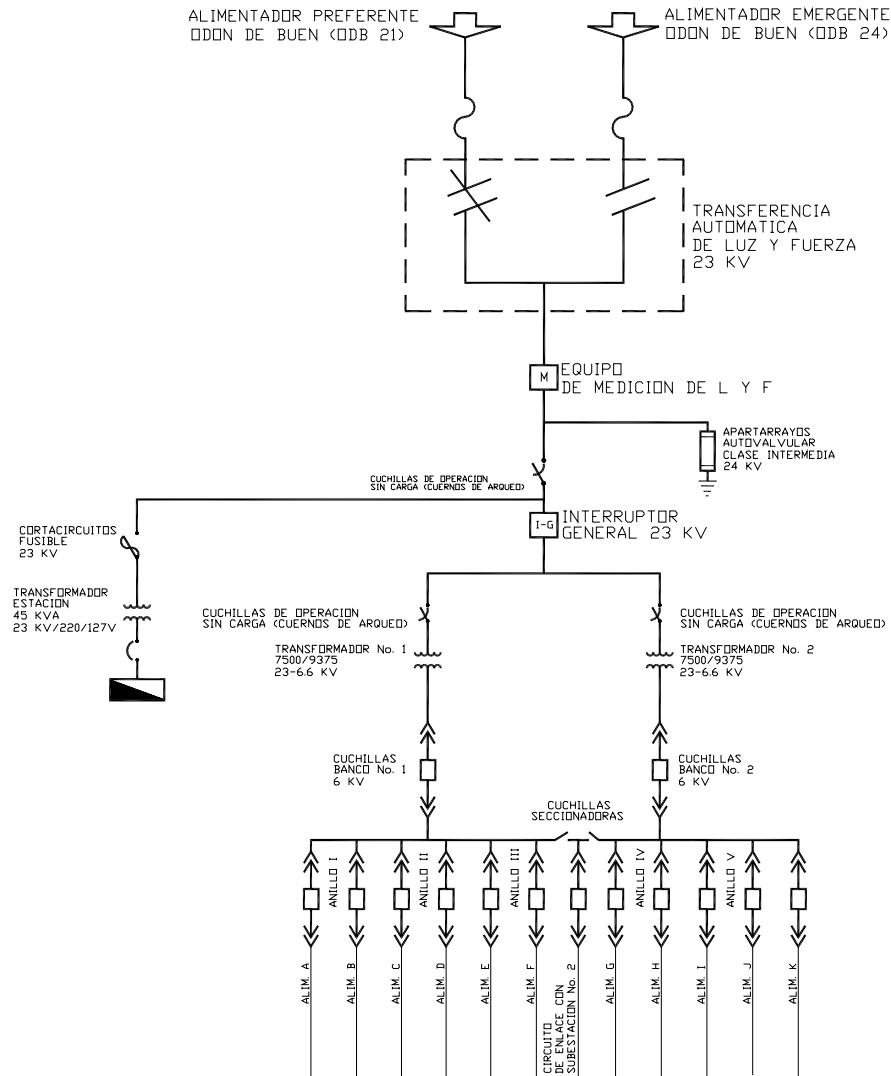 ALIMENTADOR PREFERENTE
ODON DE BUEN (ODB 21)
ALIMENTADOR EMERGENTE
ODON DE BUEN (ODB 24)
TRANSFERENCIA
AUTOMATICA
DE LUZ Y FUERZA
23 KV
M
EQUIPO
DE MEDICION DE L Y F
APARTARRAYOS
AUTOVALVULAR
CLASE INTERMEDIA
24 KV
CUCHILLAS DE OPERACION
SIN CARGA (CUERNOS DE ARQUEO)
I-G
INTERRUPTOR
GENERAL 23 KV
CORTACIRCUITOS
FUSIBLE
23 KV
TRANSFORMADOR
ESTACION
45 KVA
23 KV/220/127V
CUCHILLAS DE OPERACION
SIN CARGA (CUERNOS DE ARQUEO)
CUCHILLAS DE OPERACION
SIN CARGA (CUERNOS DE ARQUEO)
TRANSFORMADOR No. 1
7500/9375
23-6.6 KV
TRANSFORMADOR No. 2
7500/9375
23-6.6 KV
CUCHILLAS
BANCO No. 1
6 KV
CUCHILLAS
BANCO No. 2
6 KV
CUCHILLAS
SECCIONADORAS
ANILLO I
ANILLO II
ANILLO III
ANILLO IV
ANILLO V
ALIM. A
ALIM. B
ALIM. C
ALIM. D
ALIM. E
ALIM. F
CIRCUITO
DE ENLACE CON
SUBESTACION No. 2
ALIM. G
ALIM. H
ALIM. I
ALIM. J
ALIM. K